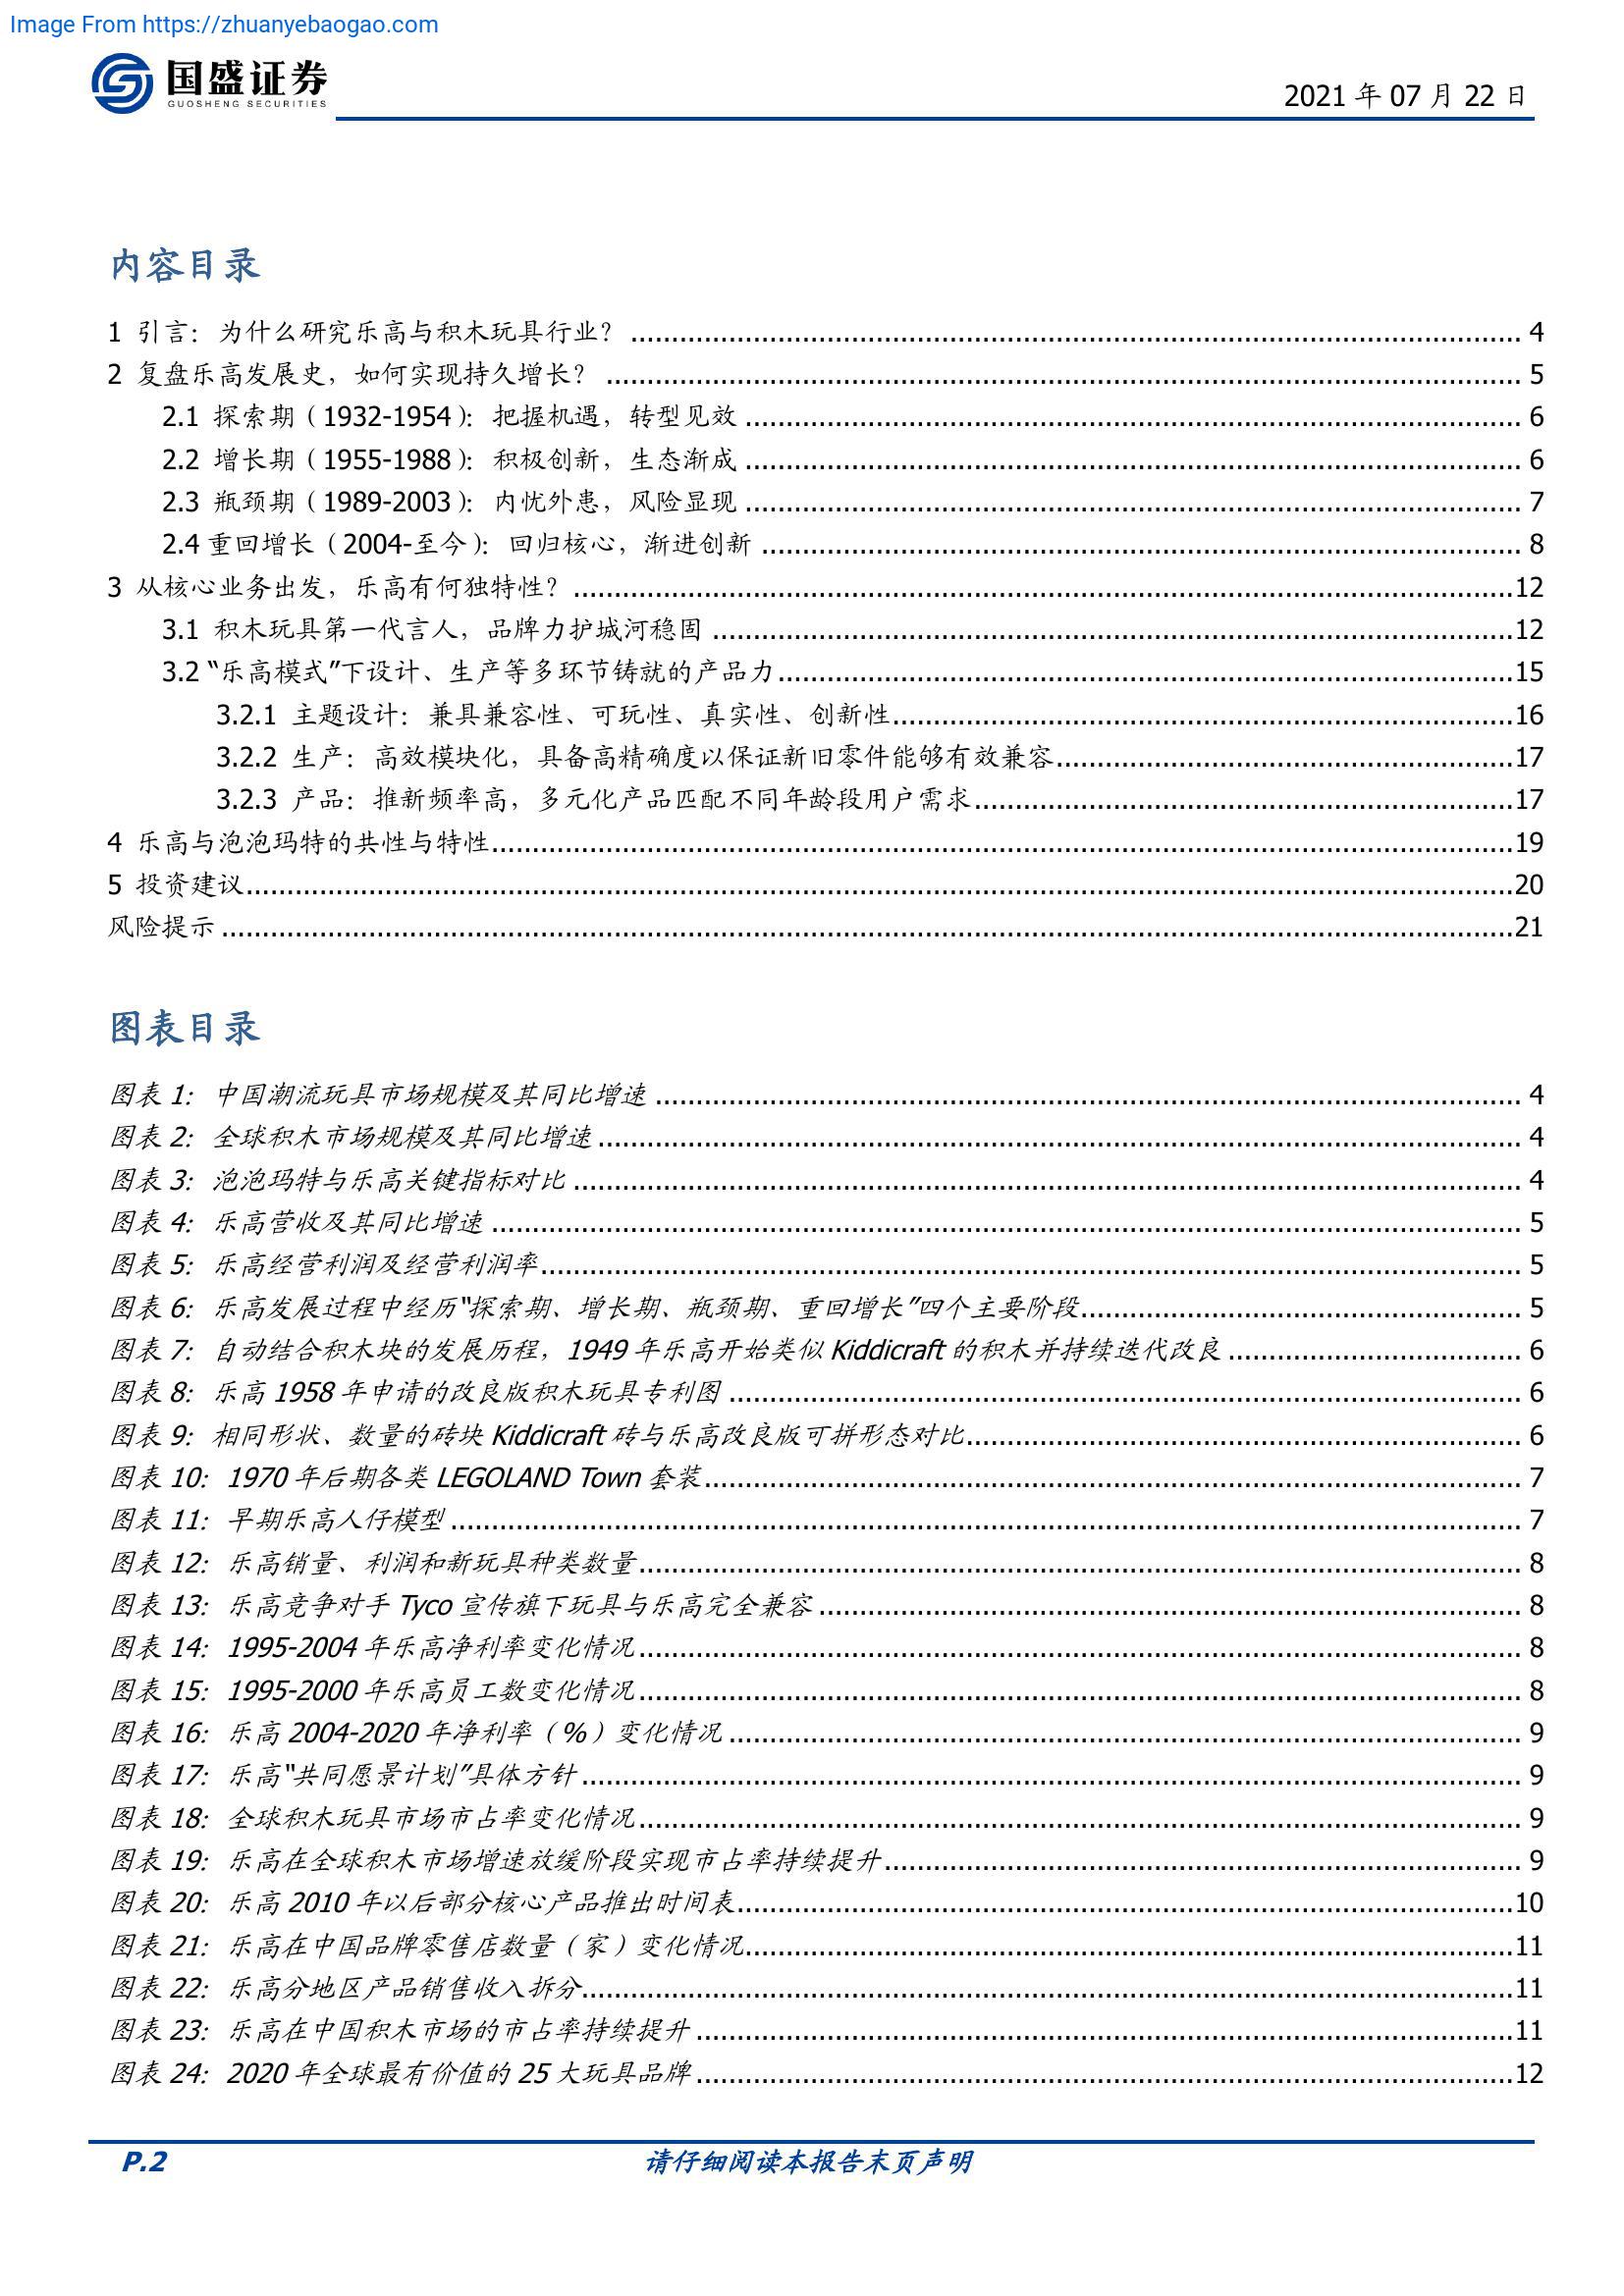 Image From https://zhuanyebaogao.com
国盛证券
GUOSHENG SECURITIES
2021 年 07 月 22 日
内容目录
1 引言：为什么研究乐高与积木玩具行业？ 4
2 复盘乐高发展史，如何实现持久增长？ 5
2.1 探索期（1932-1954）：把握机遇，转型见效 6
2.2 增长期（1955-1988）：积极创新，生态渐成 6
2.3 瓶颈期（1989-2003）：内忧外患，风险显现 7
2.4 重回增长（2004-至今）：回归核心，渐进创新 8
3 从核心业务出发，乐高有何独特性？ 12
3.1 积木玩具第一代言人，品牌力护城河稳固 12
3.2 “乐高模式”下设计、生产等多环节铸就的产品力 15
3.2.1 主题设计：兼具兼容性、可玩性、真实性、创新性 16
3.2.2 生产：高效模块化，具备高精确度以保证新旧零件能够有效兼容 17
3.2.3 产品：推新频率高，多元化产品匹配不同年龄段用户需求 17
4 乐高与泡泡玛特的共性与特性 19
5 投资建议 20
风险提示 21
图表目录
图表 1：中国潮流玩具市场规模及其同比增速 4
图表 2：全球积木市场规模及其同比增速 4
图表 3：泡泡玛特与乐高关键指标对比 4
图表 4：乐高营收及其同比增速 5
图表 5：乐高经营利润及经营利润率 5
图表 6：乐高发展过程中经历“探索期、增长期、瓶颈期、重回增长”四个主要阶段 5
图表 7：自动结合积木块的发展历程，1949 年乐高开始类似 Kiddicraft 的积木并持续迭代改良 6
图表 8：乐高 1958 年申请的改良版积木玩具专利图 6
图表 9：相同形状、数量的砖块 Kiddicraft 砖与乐高改良版可拼形态对比 6
图表 10：1970 年后期各类 LEGOLAND Town 套装 7
图表 11：早期乐高人仔模型 7
图表 12：乐高销量、利润和新玩具种类数量 8
图表 13：乐高竞争对手 Tyco 宣传旗下玩具与乐高完全兼容 8
图表 14：1995-2004 年乐高净利率变化情况 8
图表 15：1995-2000 年乐高员工数变化情况 8
图表 16：乐高 2004-2020 年净利率（%）变化情况 9
图表 17：乐高“共同愿景计划”具体方针 9
图表 18：全球积木玩具市场市占率变化情况 9
图表 19：乐高在全球积木市场增速放缓阶段实现市占率持续提升 9
图表 20：乐高 2010 年以后部分核心产品推出时间表 10
图表 21：乐高在中国品牌零售店数量（家）变化情况 11
图表 22：乐高分地区产品销售收入拆分 11
图表 23：乐高在中国积木市场的市占率持续提升 11
图表 24：2020 年全球最有价值的 25 大玩具品牌 12
P.2
请仔细阅读本报告末页声明